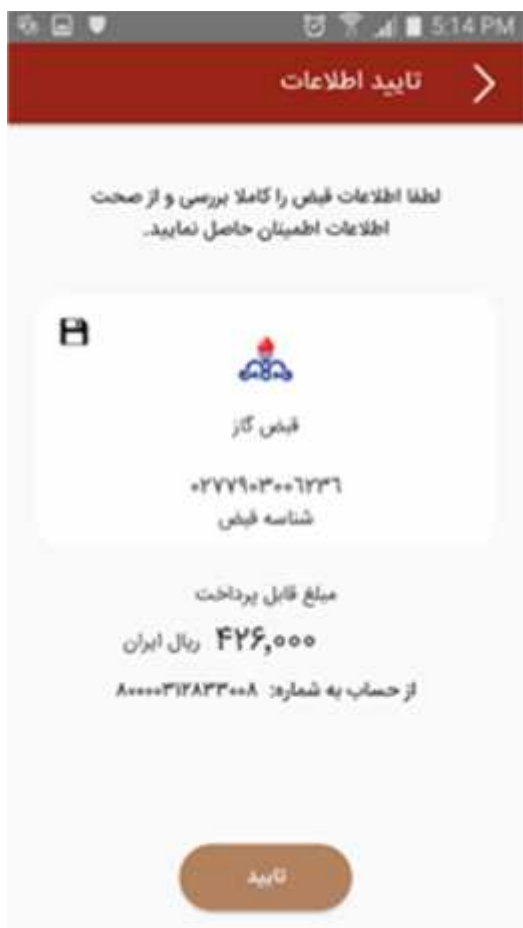 5:14 PM
تایید اطلاعات
لطفا اطلاعات قبض را کاملا بررسی و از صحت
اطلاعات اطمینان حاصل نمایید.
قبض گاز
۰۲۷۷۹۰۳۰۰٦۲۳٦
شناسه قبض
مبلغ قابل پرداخت
۴۲۶,۰۰۰ ریال ایران
از حساب به شماره: ۸۰۰۰۰۳۱۲۸۳۳۰۰۸
تایید